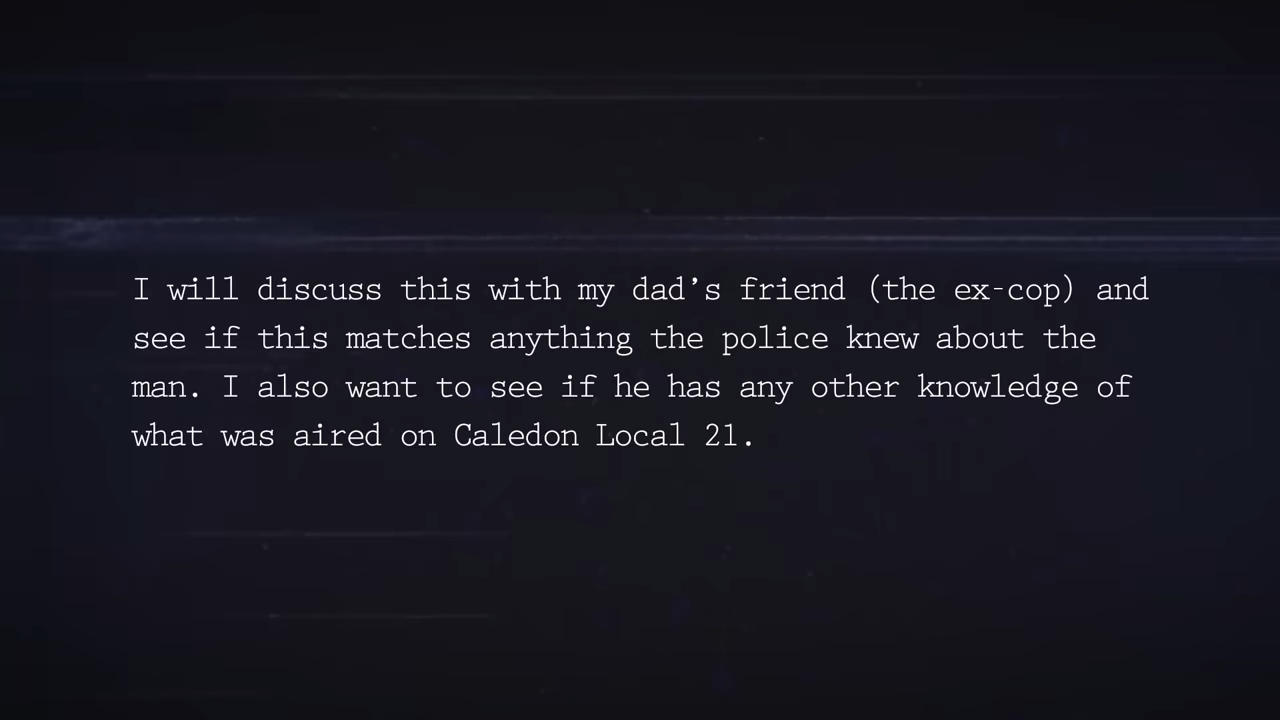 I will discuss this with my dad’s friend (the ex-cop) and
see if this matches anything the police knew about the
man. I also want to see if he has any other knowledge of
what was aired on Caledon Local 21.